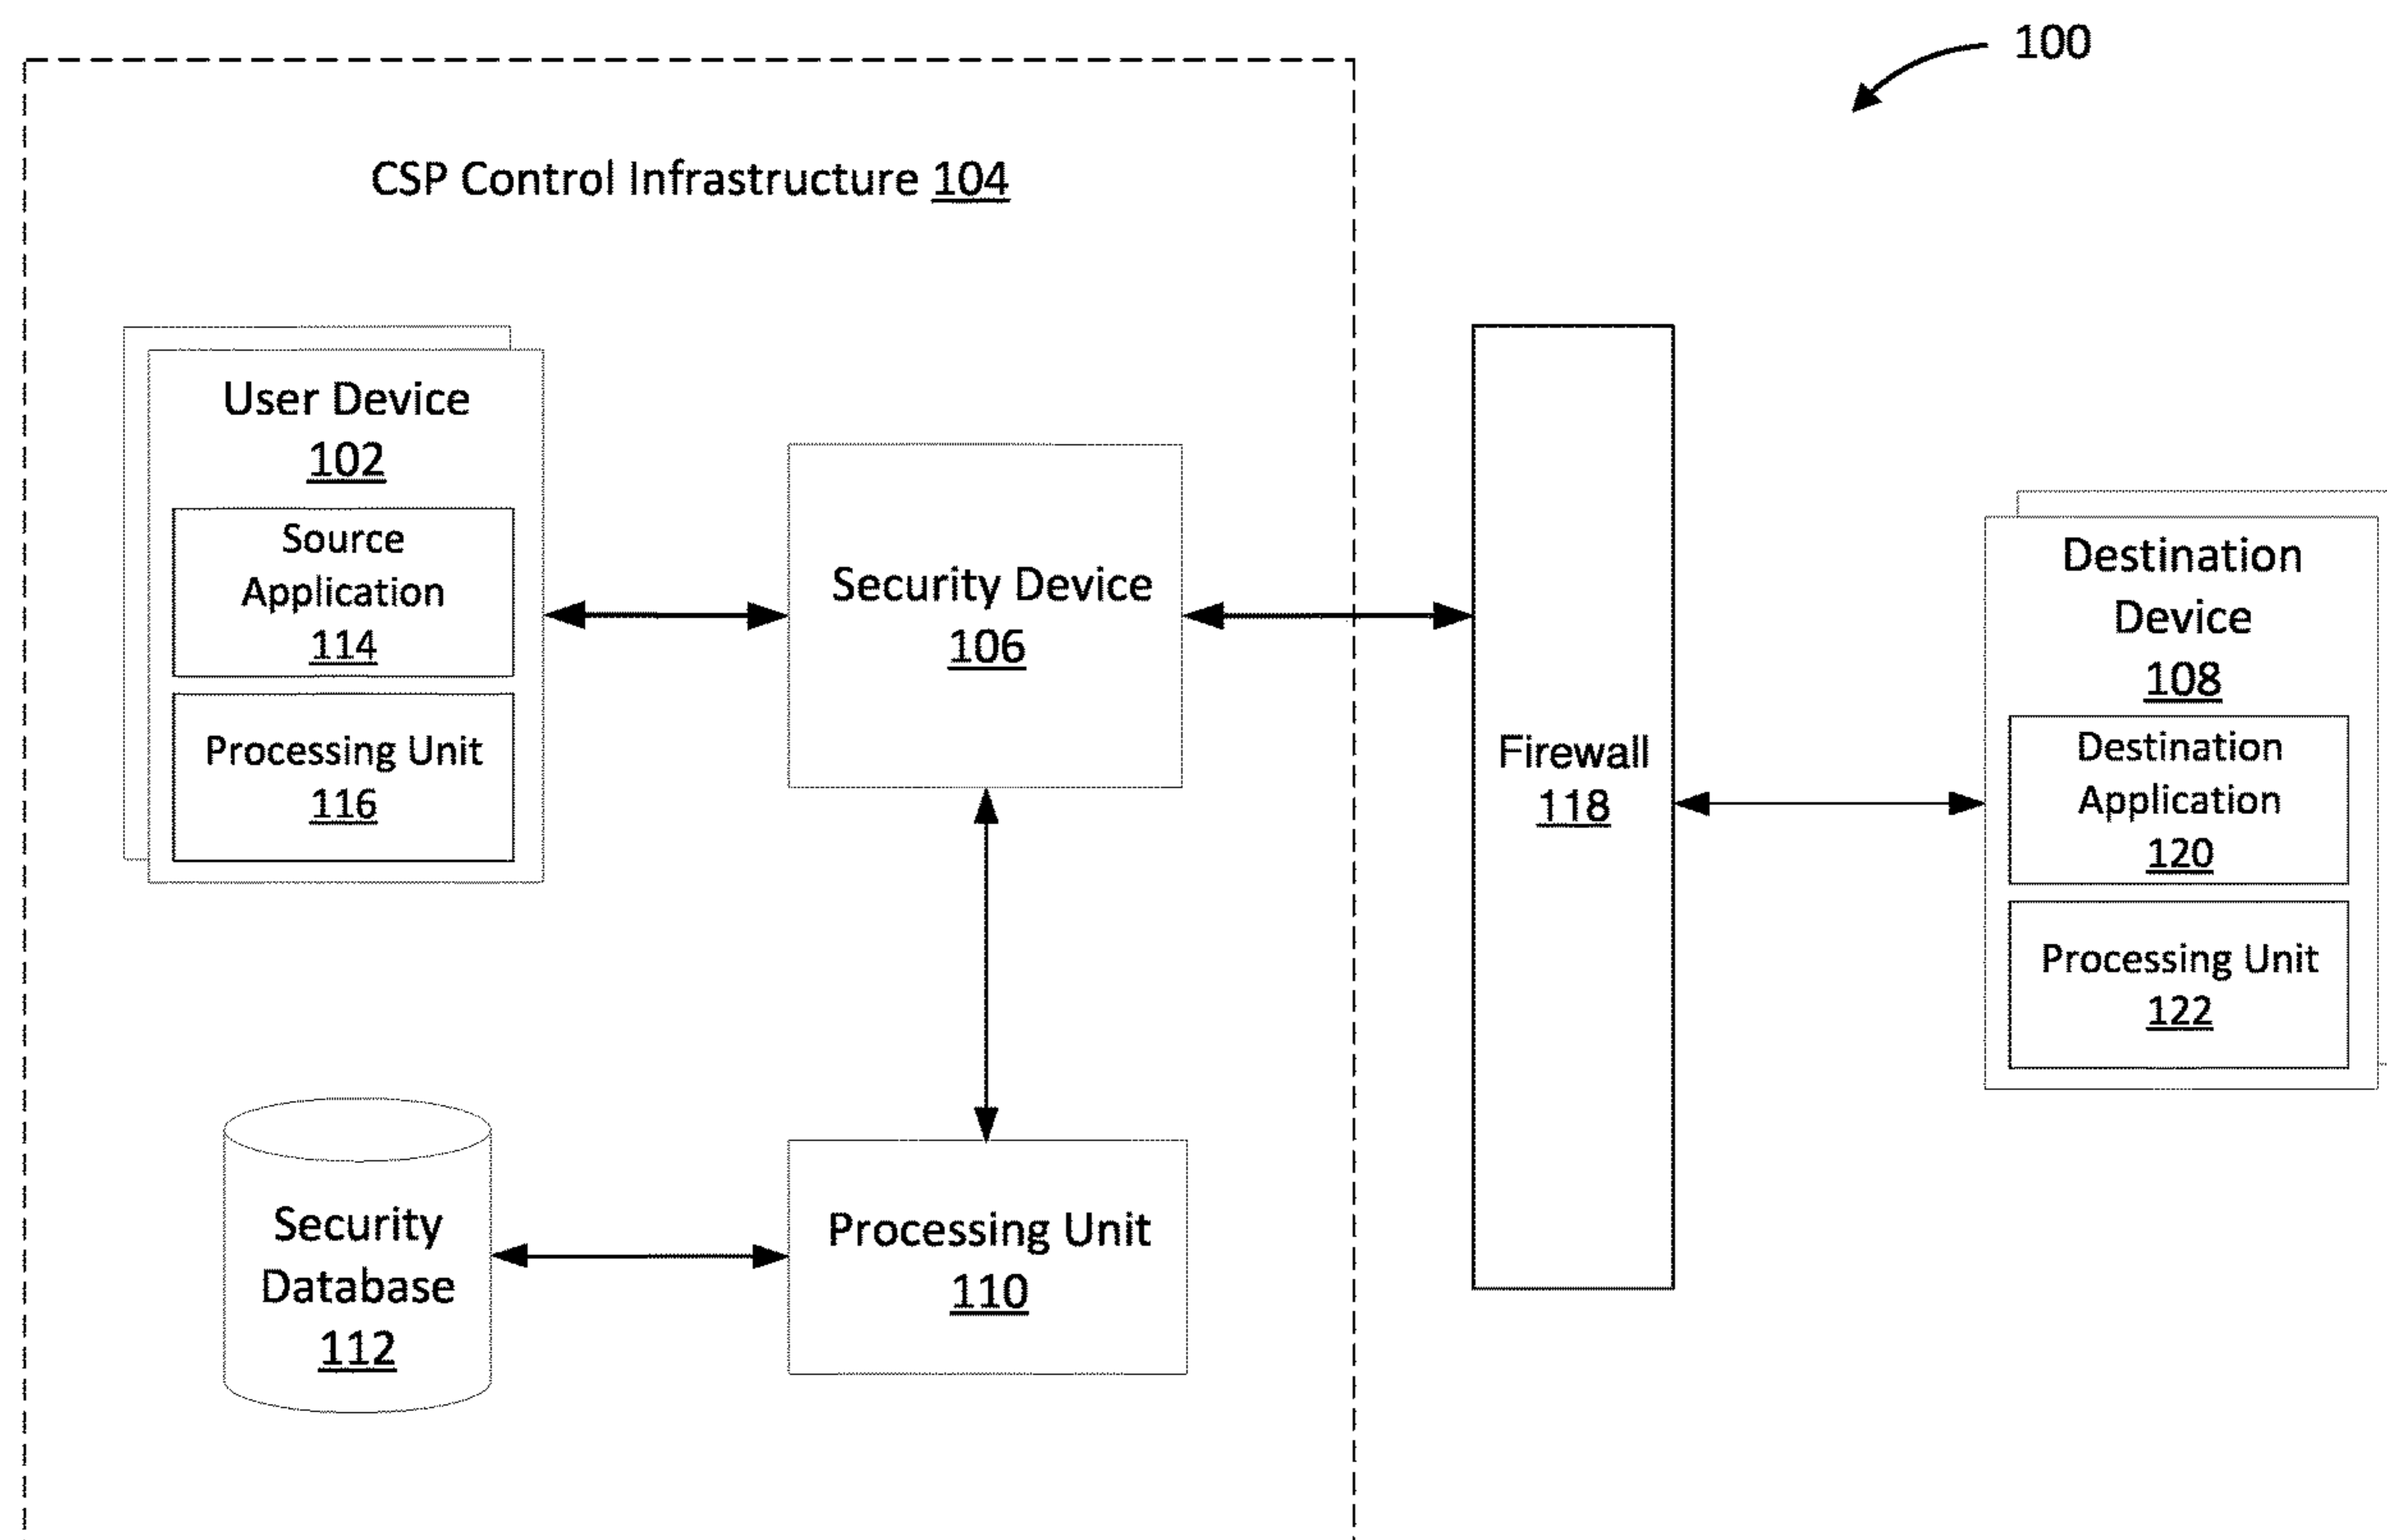 100
CSP Control Infrastructure 104
User Device
102
Source
Application
114
Processing Unit
116
Security Device
106
Firewall
118
Destination
Device
108
Destination
Application
120
Processing Unit
122
Security
Database
112
Processing Unit
110